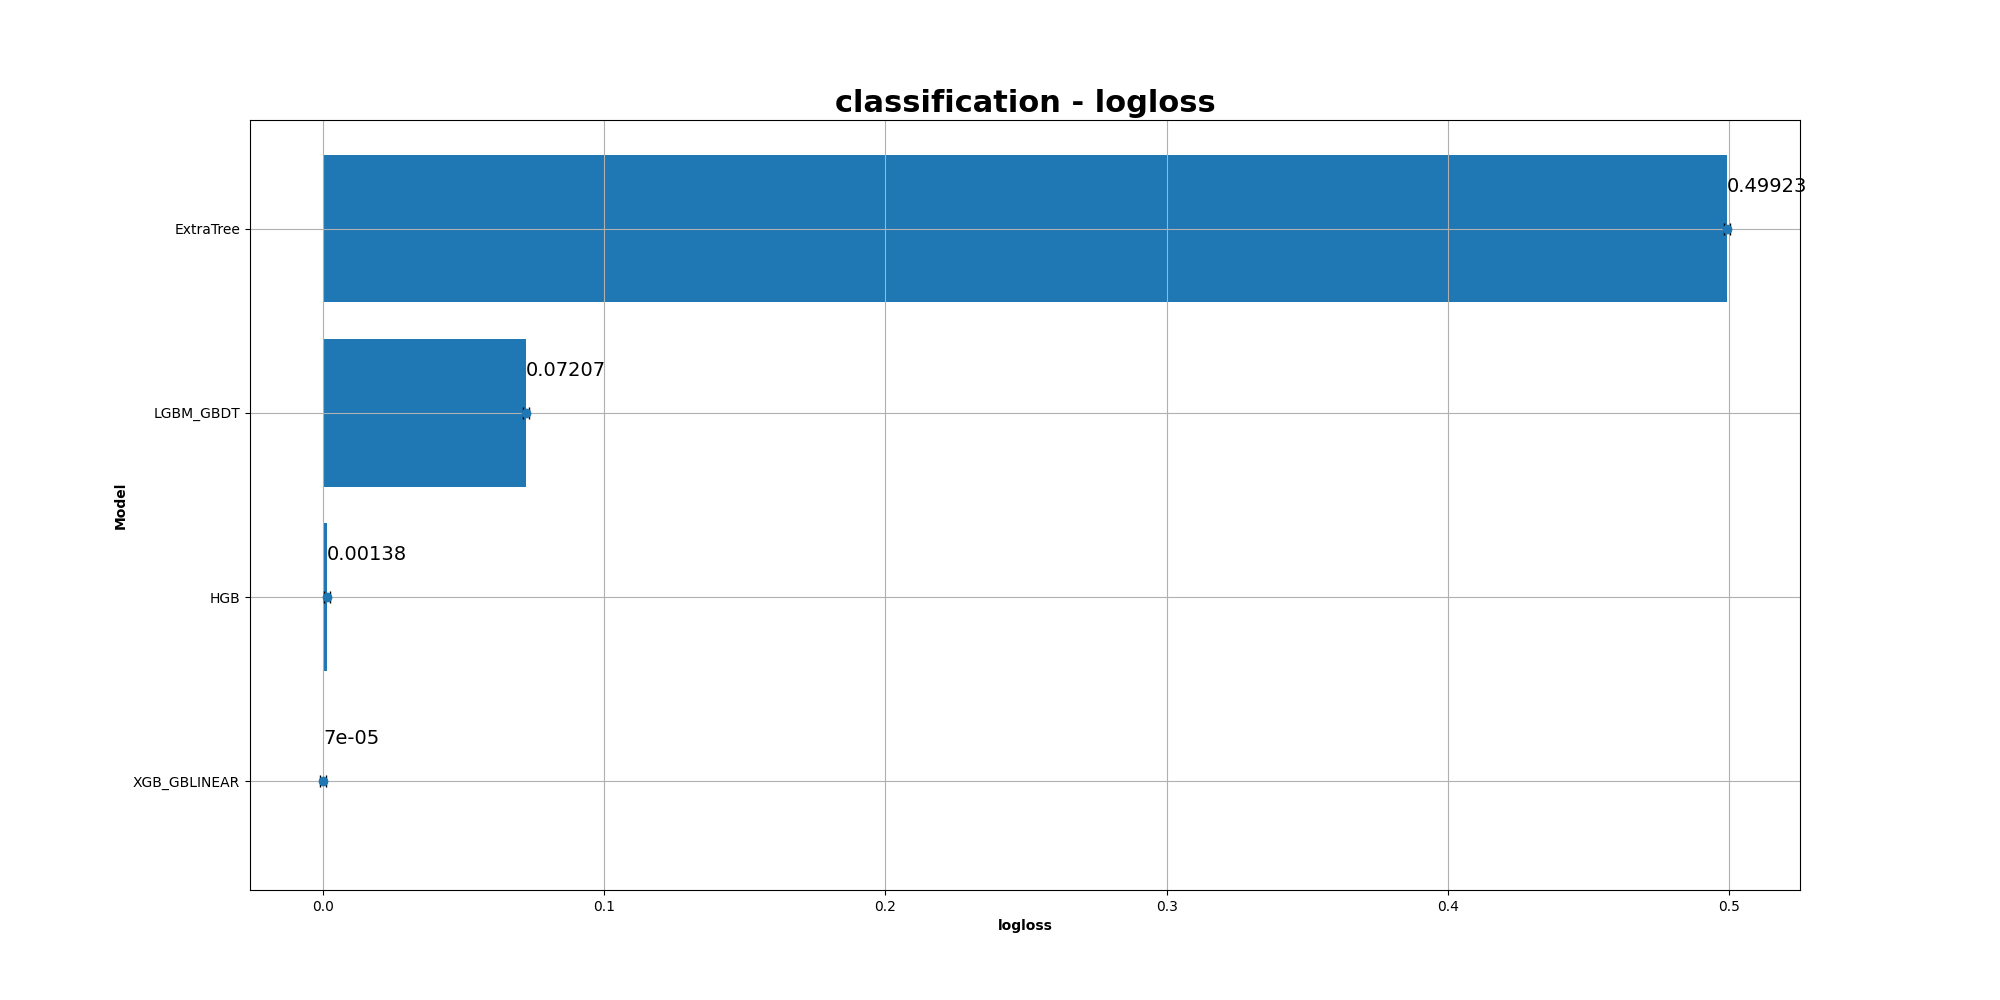 classification - logloss
0.49923
ExtraTree
0.07207
LGBM_GBDT
Model
0.00138
HGB
7e-05
XGB_GBLINEAR
0.0 0.1 0.2 0.3 0.4 0.5
logloss